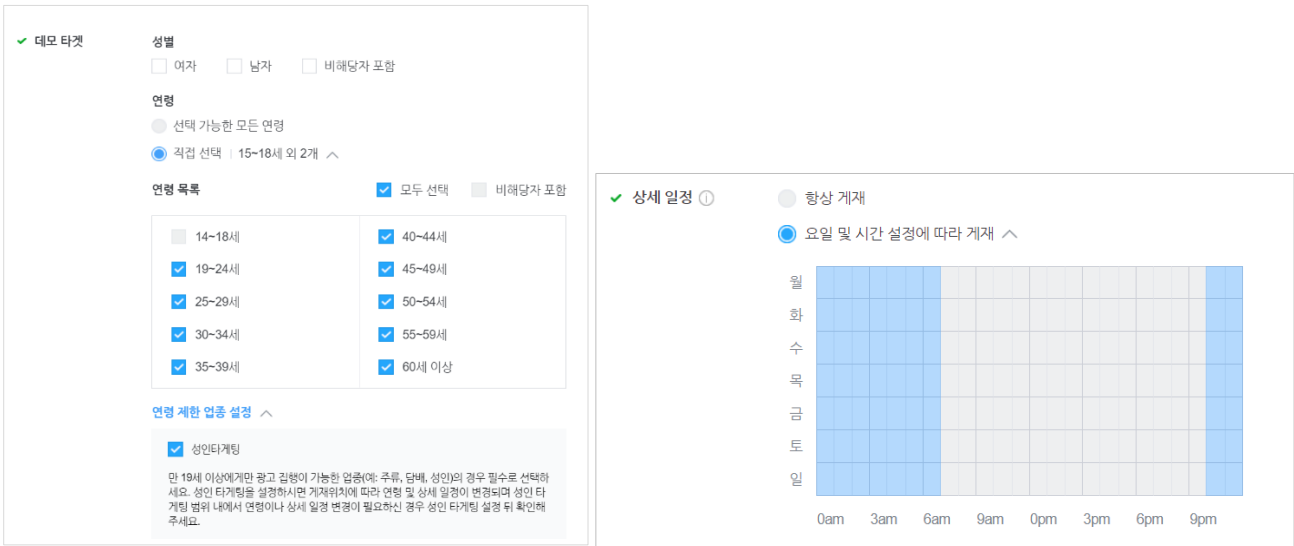 데모 타겟
성별
여자 남자 비해당자 포함
연령
선택 가능한 모든 연령
직접 선택 | 15~18세 외 2개
연령 목록 모두 선택 비해당자 포함
14~18세 40~44세
19~24세 45~49세
25~29세 50~54세
30~34세 55~59세
35~39세 60세 이상
연령 제한 업종 설정
성인타게팅
만 19세 이상에게만 광고 집행이 가능한 업종(예: 주류, 담배, 성인)의 경우 필수로 선택하
세요. 성인 타게팅을 설정하시면 게재위치에 따라 연령 및 상세 일정이 변경되며 성인 타
게팅 범위 내에서 연령이나 상세 일정 변경이 필요하신 경우 성인 타게팅 설정 뒤 확인해
주세요.
상세 일정 항상 게재
요일 및 시간 설정에 따라 게재
월
화
수
목
금
토
일
0am 3am 6am 9am 0pm 3pm 6pm 9pm